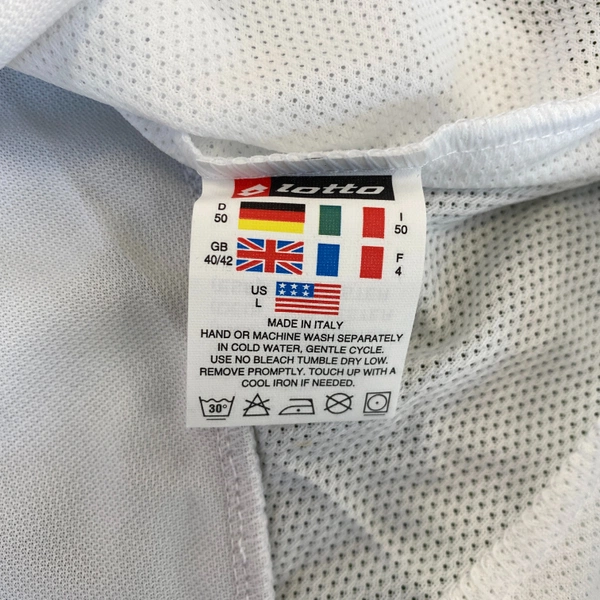 lotto
D
50
I
50
GB
40/42
F
4
US
L
MADE IN ITALY
HAND OR MACHINE WASH SEPARATELY
IN COLD WATER, GENTLE CYCLE.
USE NO BLEACH TUMBLE DRY LOW.
REMOVE PROMPTLY. TOUCH UP WITH A
COOL IRON IF NEEDED.
30°